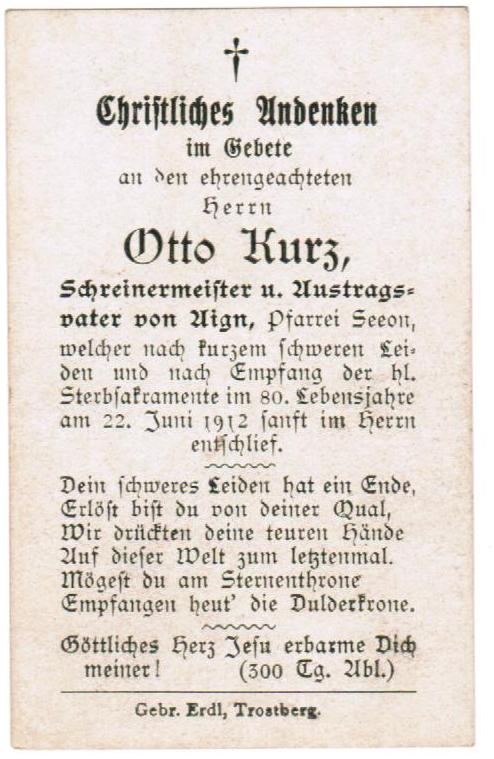 †
Christliches Andenken
im Gebete
an den ehrengeachteten
Herrn
Otto Kurz,
Schreinermeister u. Austrags-
vater von Aign, Pfarrei Seeon,
welcher nach kurzem schweren Lei-
den und nach Empfang der hl.
Sterbsakramente im 80. Lebensjahre
am 22. Juni 1912 sanft im Herrn
entschlief.
Dein schweres Leiden hat ein Ende,
Erlöst bist du von deiner Qual,
Wir drückten deine teuren Hände
Auf dieser Welt zum letztenmal.
Mögest du am Sternenthrone
Empfangen heut' die Dulderkrone.
Göttliches Herz Jesu erbarme Dich
meiner! (300 Tg. Abl.)
Gebr. Erdl, Trostberg.